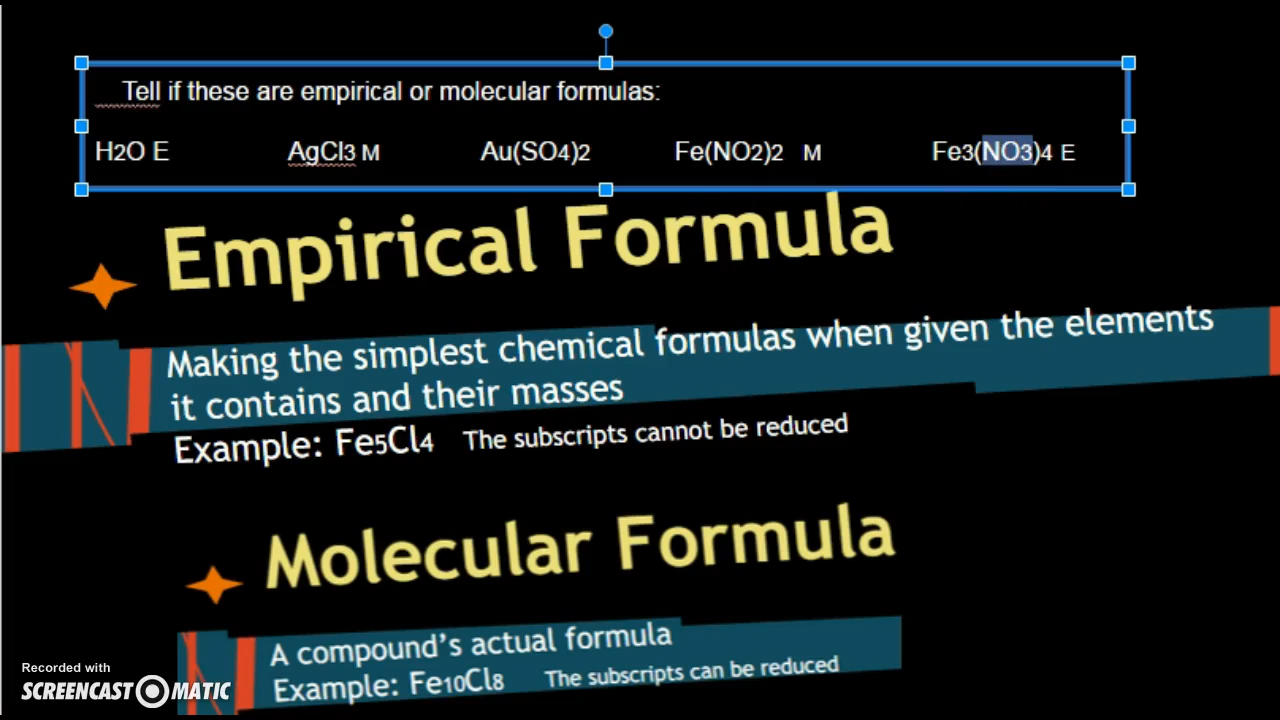 Tell if these are empirical or molecular formulas:
H2O E AgCl3 M Au(SO4)2 Fe(NO2)2 M Fe3(NO3)4 E
Empirical Formula
Making the simplest chemical formulas when given the elements
it contains and their masses
Example: Fe5Cl4 The subscripts cannot be reduced
Molecular Formula
A compound's actual formula
Example: Fe10Cl8 The subscripts can be reduced
Recorded with
SCREENCAST O MATIC